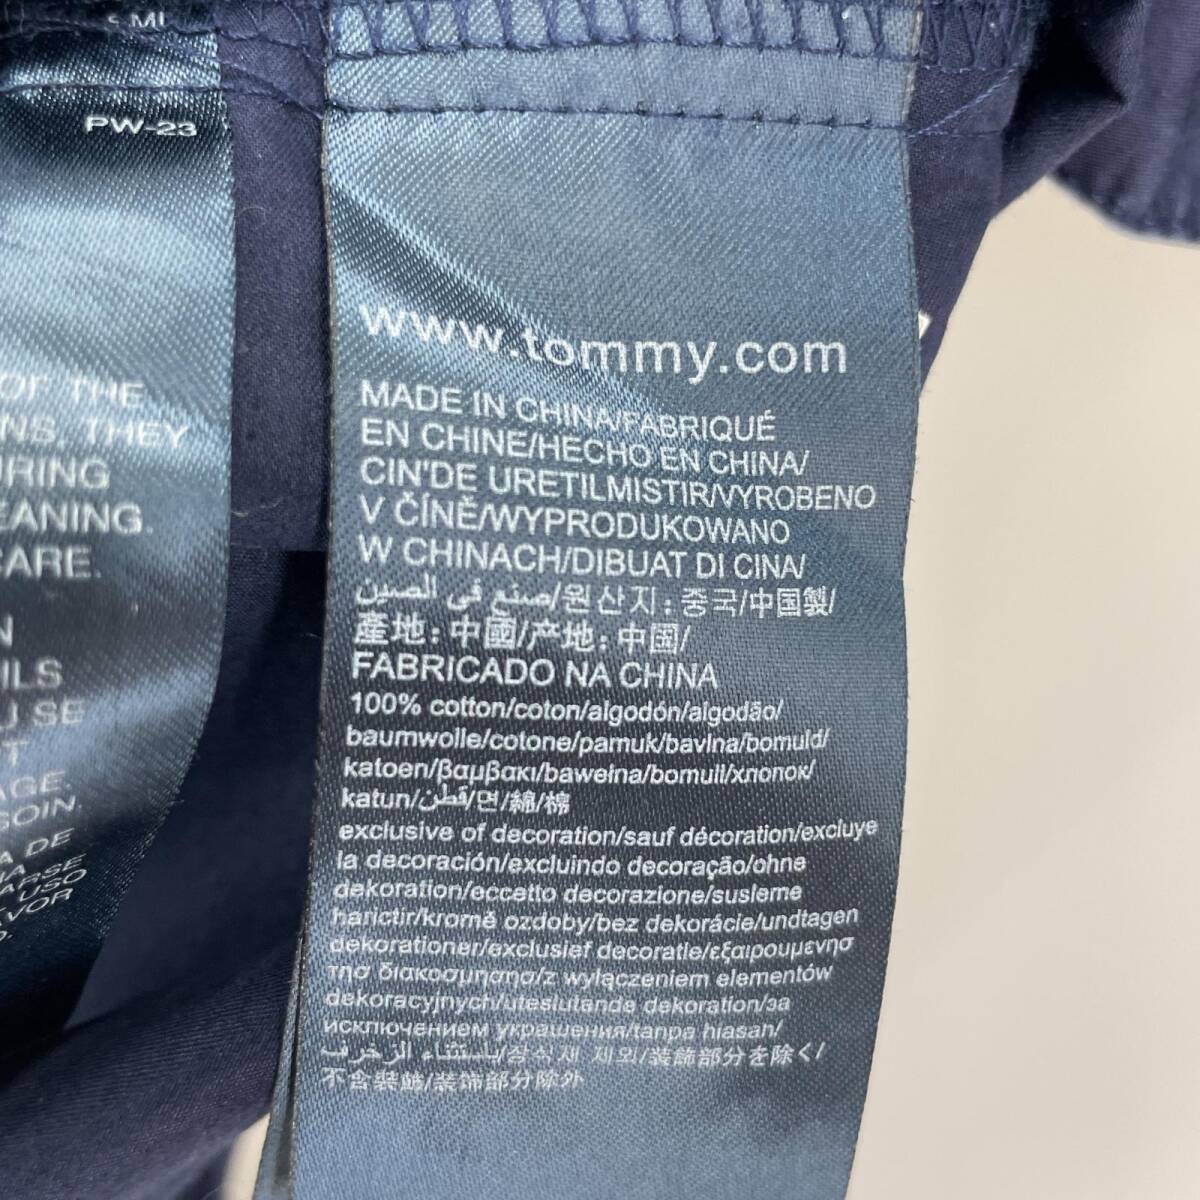 PW-23
OF THE
THEY
EANING.
CARE.
SE
DE
USO
www.tommy.com
MADE IN CHINA/FABRIQUÉ
EN CHINE/HECHO EN CHINA/
CIN'DE URETILMISTIR/VYROBENO
V ČÍNĚ/WYPRODUKOWANO
W CHINACH/DIBUAT DI CINA/
صنع في الصين/원산지:중국/中国製/
產地:中國/产地:中国/
FABRICADO NA CHINA
100% cotton/coton/algodón/algodão/
baumwolle/cotone/pamuk/bavlna/bomuld/
katoen/βαμβακι/bawełna/bomull/хлопок/
katun/قطن/면/綿/棉
exclusive of decoration/sauf décoration/excluye
la decoración/excluindo decoração/ohne
dekoration/eccetto decorazione/susleme
harictir/kromě ozdoby/bez dekorácie/undtagen
dekorationer/exclusief decoratie/εξαιρουμενησ
τησ διακοσμησησ/z wyłączeniem elementów
dekoracyjnych/uteslutande dekoration/за
исключением украшения/tanpa hiasan/
باستثناء الزخرف/장식제 제외/装飾部分を除く/
不含裝飾/装饰部分除外